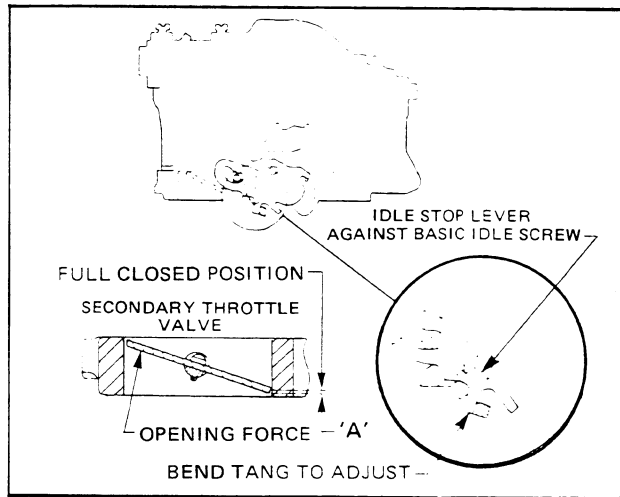 IDLE STOP LEVER
AGAINST BASIC IDLE SCREW
FULL CLOSED POSITION
SECONDARY THROTTLE
VALVE
OPENING FORCE – 'A'
BEND TANG TO ADJUST